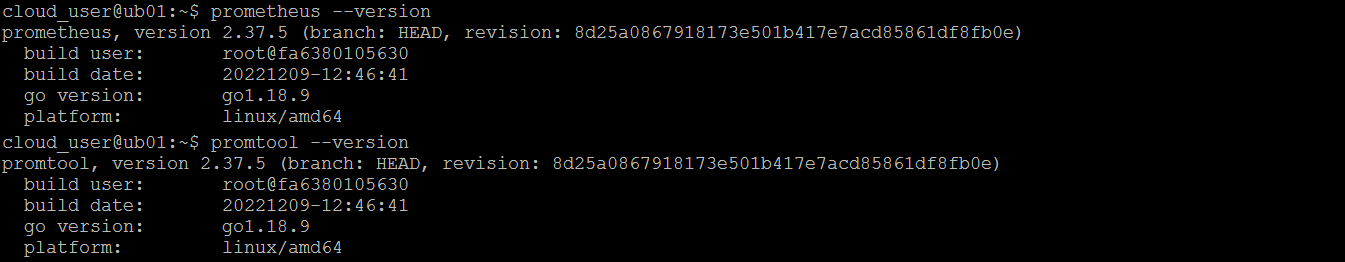 cloud_user@ub01:~$ prometheus --version
prometheus, version 2.37.5 (branch: HEAD, revision: 8d25a0867918173e501b417e7acd85861df8fb0e)
  build user:       root@fa6380105630
  build date:       20221209-12:46:41
  go version:       go1.18.9
  platform:         linux/amd64
cloud_user@ub01:~$ promtool --version
promtool, version 2.37.5 (branch: HEAD, revision: 8d25a0867918173e501b417e7acd85861df8fb0e)
  build user:       root@fa6380105630
  build date:       20221209-12:46:41
  go version:       go1.18.9
  platform:         linux/amd64